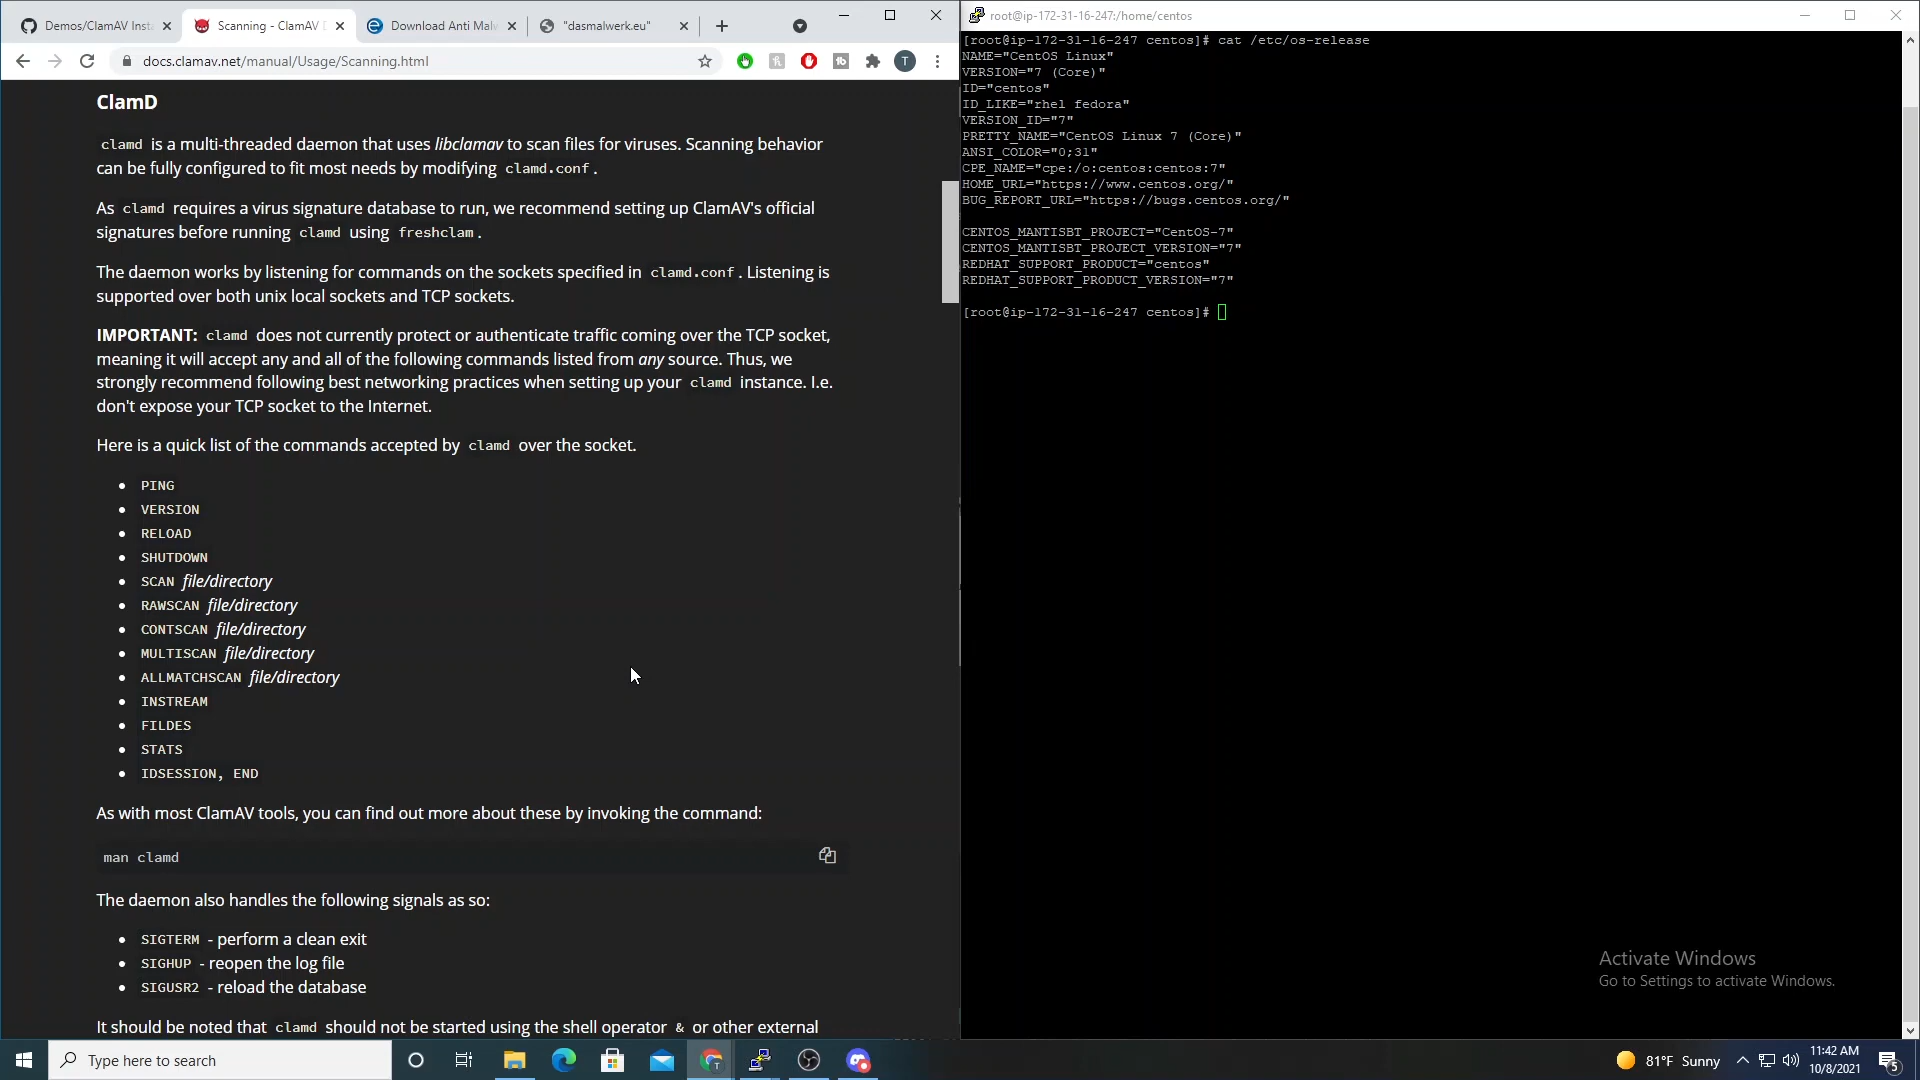 Demos/ClamAV Inst
Scanning - ClamAV D
Download Anti Malw
"dasmalwerk.eu"
docs.clamav.net/manual/Usage/Scanning.html
T
ClamD
clamd is a multi-threaded daemon that uses libclamav to scan files for viruses. Scanning behavior
can be fully configured to fit most needs by modifying clamd.conf.
As clamd requires a virus signature database to run, we recommend setting up ClamAV's official
signatures before running clamd using freshclam.
The daemon works by listening for commands on the sockets specified in clamd.conf. Listening is
supported over both unix local sockets and TCP sockets.
IMPORTANT: clamd does not currently protect or authenticate traffic coming over the TCP socket,
meaning it will accept any and all of the following commands listed from any source. Thus, we
strongly recommend following best networking practices when setting up your clamd instance. I.e.
don't expose your TCP socket to the Internet.
Here is a quick list of the commands accepted by clamd over the socket.
• PING
• VERSION
• RELOAD
• SHUTDOWN
• SCAN file/directory
• RAWSCAN file/directory
• CONTSCAN file/directory
• MULTISCAN file/directory
• ALLMATCHSCAN file/directory
• INSTREAM
• FILDES
• STATS
• IDSESSION, END
As with most ClamAV tools, you can find out more about these by invoking the command:
man clamd
The daemon also handles the following signals as so:
• SIGTERM - perform a clean exit
• SIGHUP - reopen the log file
• SIGUSR2 - reload the database
It should be noted that clamd should not be started using the shell operator & or other external
root@ip-172-31-16-247:/home/centos
[root@ip-172-31-16-247 centos]# cat /etc/os-release
NAME="CentOS Linux"
VERSION="7 (Core)"
ID="centos"
ID_LIKE="rhel fedora"
VERSION_ID="7"
PRETTY_NAME="CentOS Linux 7 (Core)"
ANSI_COLOR="0;31"
CPE_NAME="cpe:/o:centos:centos:7"
HOME_URL="https://www.centos.org/"
BUG_REPORT_URL="https://bugs.centos.org/"
CENTOS_MANTISBT_PROJECT="CentOS-7"
CENTOS_MANTISBT_PROJECT_VERSION="7"
REDHAT_SUPPORT_PRODUCT="centos"
REDHAT_SUPPORT_PRODUCT_VERSION="7"
[root@ip-172-31-16-247 centos]#
Activate Windows
Go to Settings to activate Windows.
Type here to search
81°F Sunny
11:42 AM
10/8/2021
5